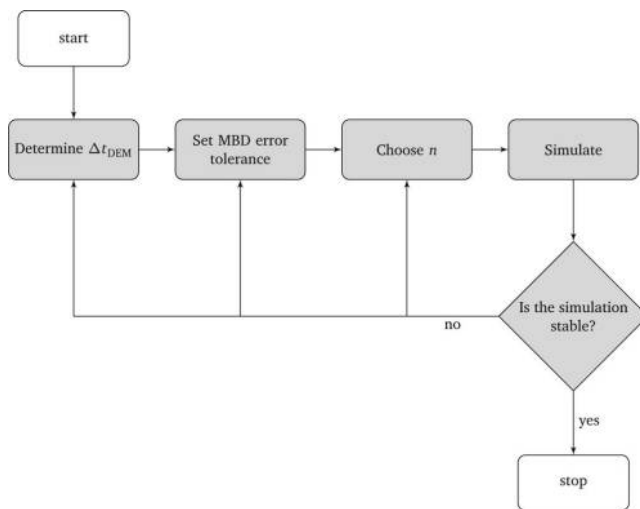 start
Determine Δt_DEM
Set MBD error
tolerance
Choose n
Simulate
Is the simulation
stable?
no
yes
stop